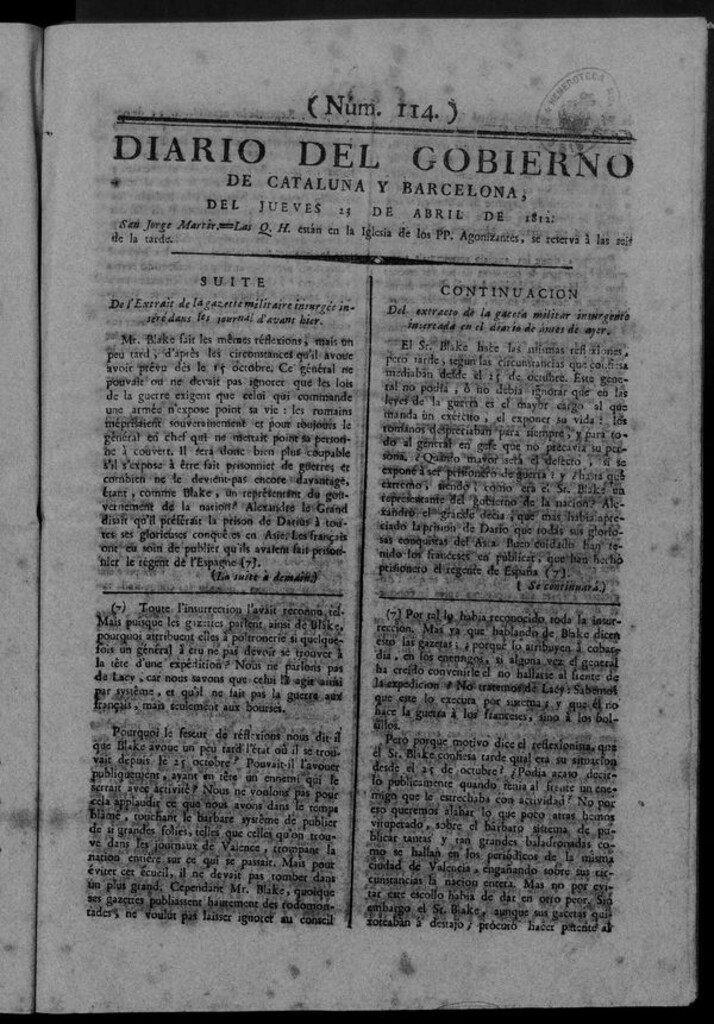 (Núm. 114.)
DIARIO DEL GOBIERNO
DE CATALUNA Y BARCELONA,
DEL JUEVES 23 DE ABRIL DE 1812.
San Jorge Martir.=Las Q. H. están en la Iglesia de los PP. Agonizantes, se reserva á las seis
de la tarde.
SUITE
De l'Extrait de la gazette militaire insurgée in-
séré dans les journal d'avant hier.
Mr. Blake fait les mêmes réflexions, mais un
peu tard, d'après les circonstances qu'il avoue
avoir prévu dès le 15 octobre. Ce général ne
pouvait ou ne devait pas ignorer que les lois
de la guerre exigent que celui qui commande
une armée n'expose point sa vie: les romains
méprisaient souverainement et pour toujours le
général en chef qui ne mettait point sa person-
ne à couvert. Il sera donc bien plus coupable
s'il s'expose à être fait prisonnier de guerres et
combien ne le devient-pas encore davantage,
étant, comme Blake, un représentant du gou-
vernement de la nation? Alexandre le Grand
disait qu'il préférait la prison de Darius à tou-
tes ses glorieuses conquêtes en Asie. Les français
ont eu soin de publier qu'ils avaient fait prison-
nier le régent de l'Espagne (7).
(La suite à demain)
(7) Toute l'insurrection l'avait reconnu tel.
Mais puisque les gazettes parlent ainsi de Blake,
pourquoi attribuent elles à poltronerie si quelque-
fois un général a cru ne pas devoir se trouver à
la tête d'une expédition? Nous ne parlons pas
de Lacy, car nous savons que celui là agit ainsi
par système, et qu'il ne fait pas la guerre aux
français, mais seulement aux bourses.
Pourquoi le feseur de réflexions nous dit-il
que Blake avoue un peu tard l'état où il se trou-
vait depuis le 25 octobre? Pouvait-il l'avouer
publiquement, ayant en tête un ennemi qui le
serrait avec activité? Nous ne voulons pas pour
cela applaudir ce que nous avons dans le temps
blâmé, touchant le barbare système de publier
de si grandes folies, telles que celles qu'on trou-
ve dans les journaux de Valence, trompant la
nation entière sur ce qui se passait. Mais pour
éviter cet écueil, il ne devait pas tomber dans
un plus grand. Cependant Mr. Blake, quoique
ses gazettes publiassent hautement des rodomon-
tades, ne voulut pas laisser ignorer au conseil
CONTINUACION
Del extracto de la gaceta militar insurgente
insertada en el diario de ántes de ayer.
El Sr. Blake hace las mismas réflexiones,
pero tarde, segun las circunstancias que confiesa
mediaban desde el 25 de octubre. Este gene-
ral no podia, ó no debia ignorar que en las
leyes de la guerra es el mayor cargo al que
manda un exército, el exponer su vida: los
romanos despreciaban para siempre, y para to-
do al general en gefe que no precavia su per-
sona. ¿Quánto mayor será el defecto, si se
expone á ser prisionero de guerra: y ¿hasta qué
extremo, siendo, como era el Sr. Blake un
representante del gobierno de la nacion? Ale-
xandro el grande decia, que mas habia apre-
ciado la prision de Dario que todas sus glorio-
sas conquistas del Asia. Buen cuidado han te-
nido los franceses en publicar, que han hecho
prisionero el regente de España (7).
(Se continuará.)
(7) Por tal lo habia reconocido toda la insur-
reccion. Mas ya que hablando de Blake dicen
esto las gazetas: ¿porque lo atribuyen á cobar-
dia, en los enemigos, si alguna vez el general
ha creido convenirle el no hallarse al frente de
la expedicion? No tratemos de Lacy: Sabemos
que este lo executa por sistema; y que él no
hace la guerra á los franceses, sino á los bol-
sillos.
Pero porque motivo dice el reflexionista, que
el Sr. Blake confiesa tarde qual era su situacion
desde el 25 de octubre? ¿Podia acaso decir-
lo publicamente quando tenia al frente un ene-
migo que le estrechaba con actividad? No por
eso queremos alabar lo que poco atras hemos
vituperado, sobre el bárbaro sistema de pu-
blicar tantas y tan grandes baladronadas co-
mo se hallan en los periódicos de la misma
ciudad de Valencia, engañando sobre sus cir-
cunstancias la nacion entera. Mas no por evi-
tar este escollo habia de dar en otro peor. Sin
embargo el Sr. Blake, aunque sus gacetas qui-
xoteaban á destajo, procuró hacer patente al